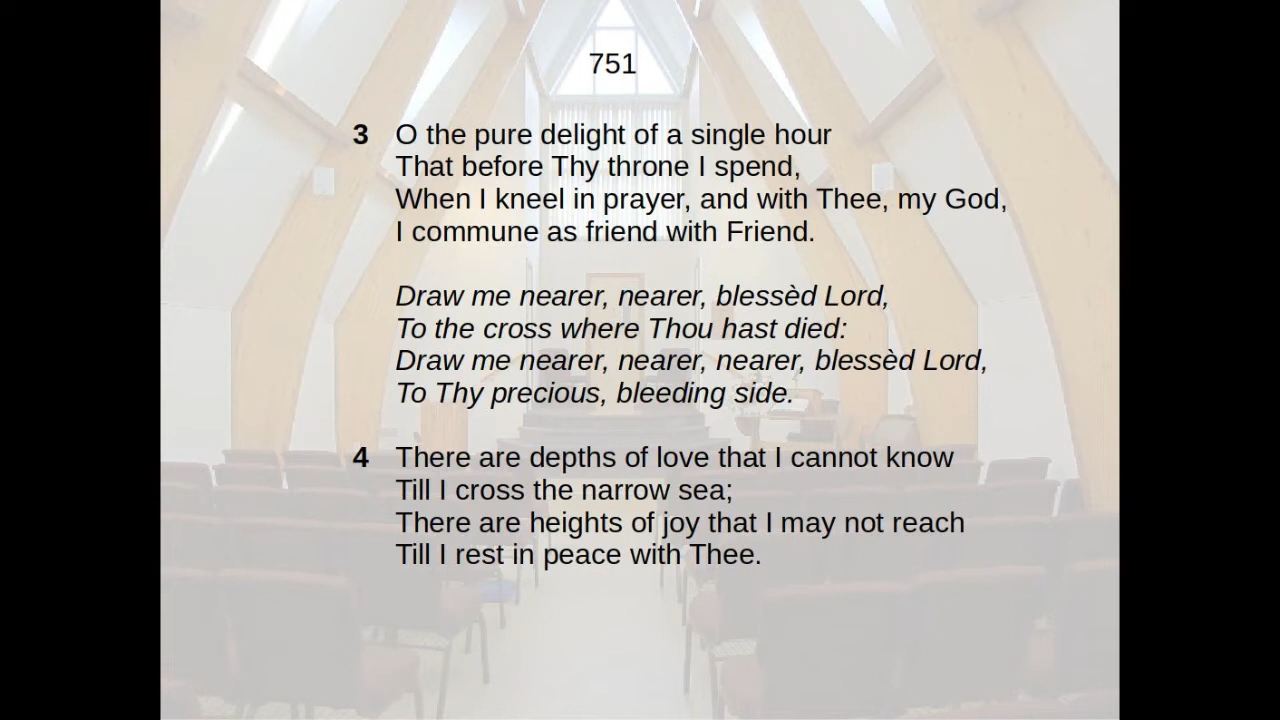 751
3 O the pure delight of a single hour
That before Thy throne I spend,
When I kneel in prayer, and with Thee, my God,
I commune as friend with Friend.
Draw me nearer, nearer, blessèd Lord,
To the cross where Thou hast died:
Draw me nearer, nearer, nearer, blessèd Lord,
To Thy precious, bleeding side.
4 There are depths of love that I cannot know
Till I cross the narrow sea;
There are heights of joy that I may not reach
Till I rest in peace with Thee.